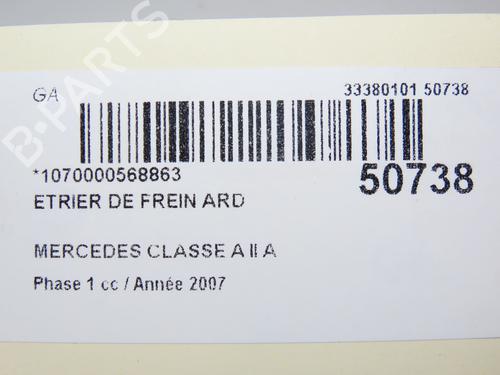 B-PARTS
GA 33380101 50738
*1070000568863 50738
ETRIER DE FREIN ARD
MERCEDES CLASSE A II A
Phase 1 cc / Année 2007